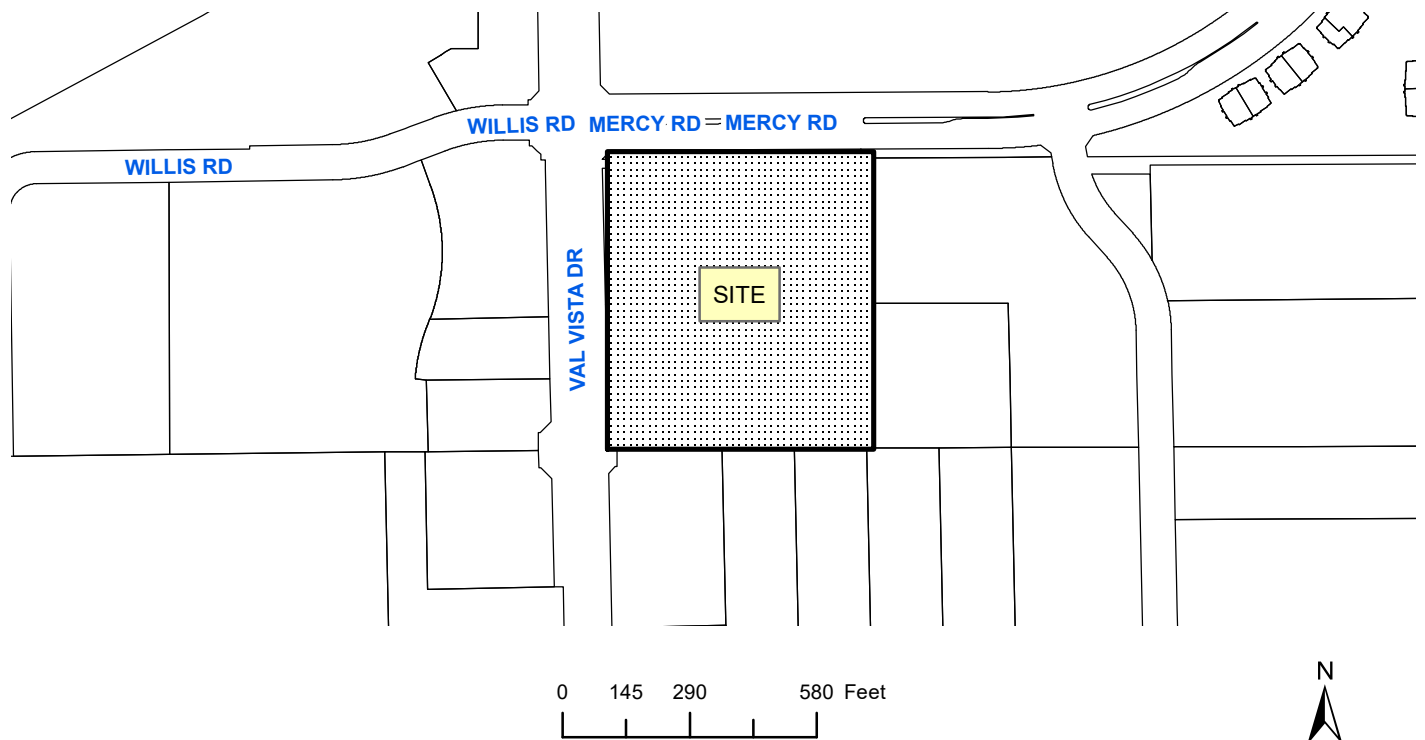 WILLIS RD MERCY RD MERCY RD
WILLIS RD
VAL VISTA DR
SITE
N
0 145 290 580 Feet